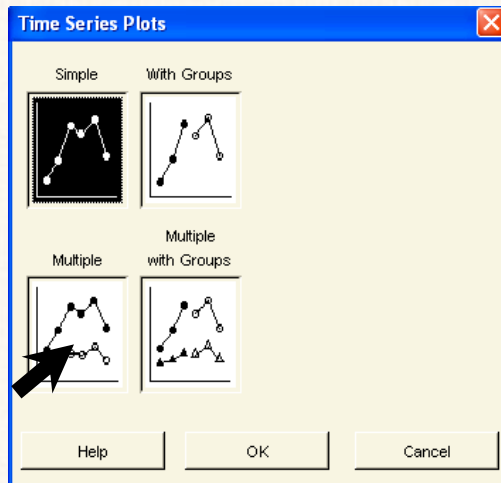 Time Series Plots
Simple
With Groups
Multiple
Multiple
with Groups
Help
OK
Cancel